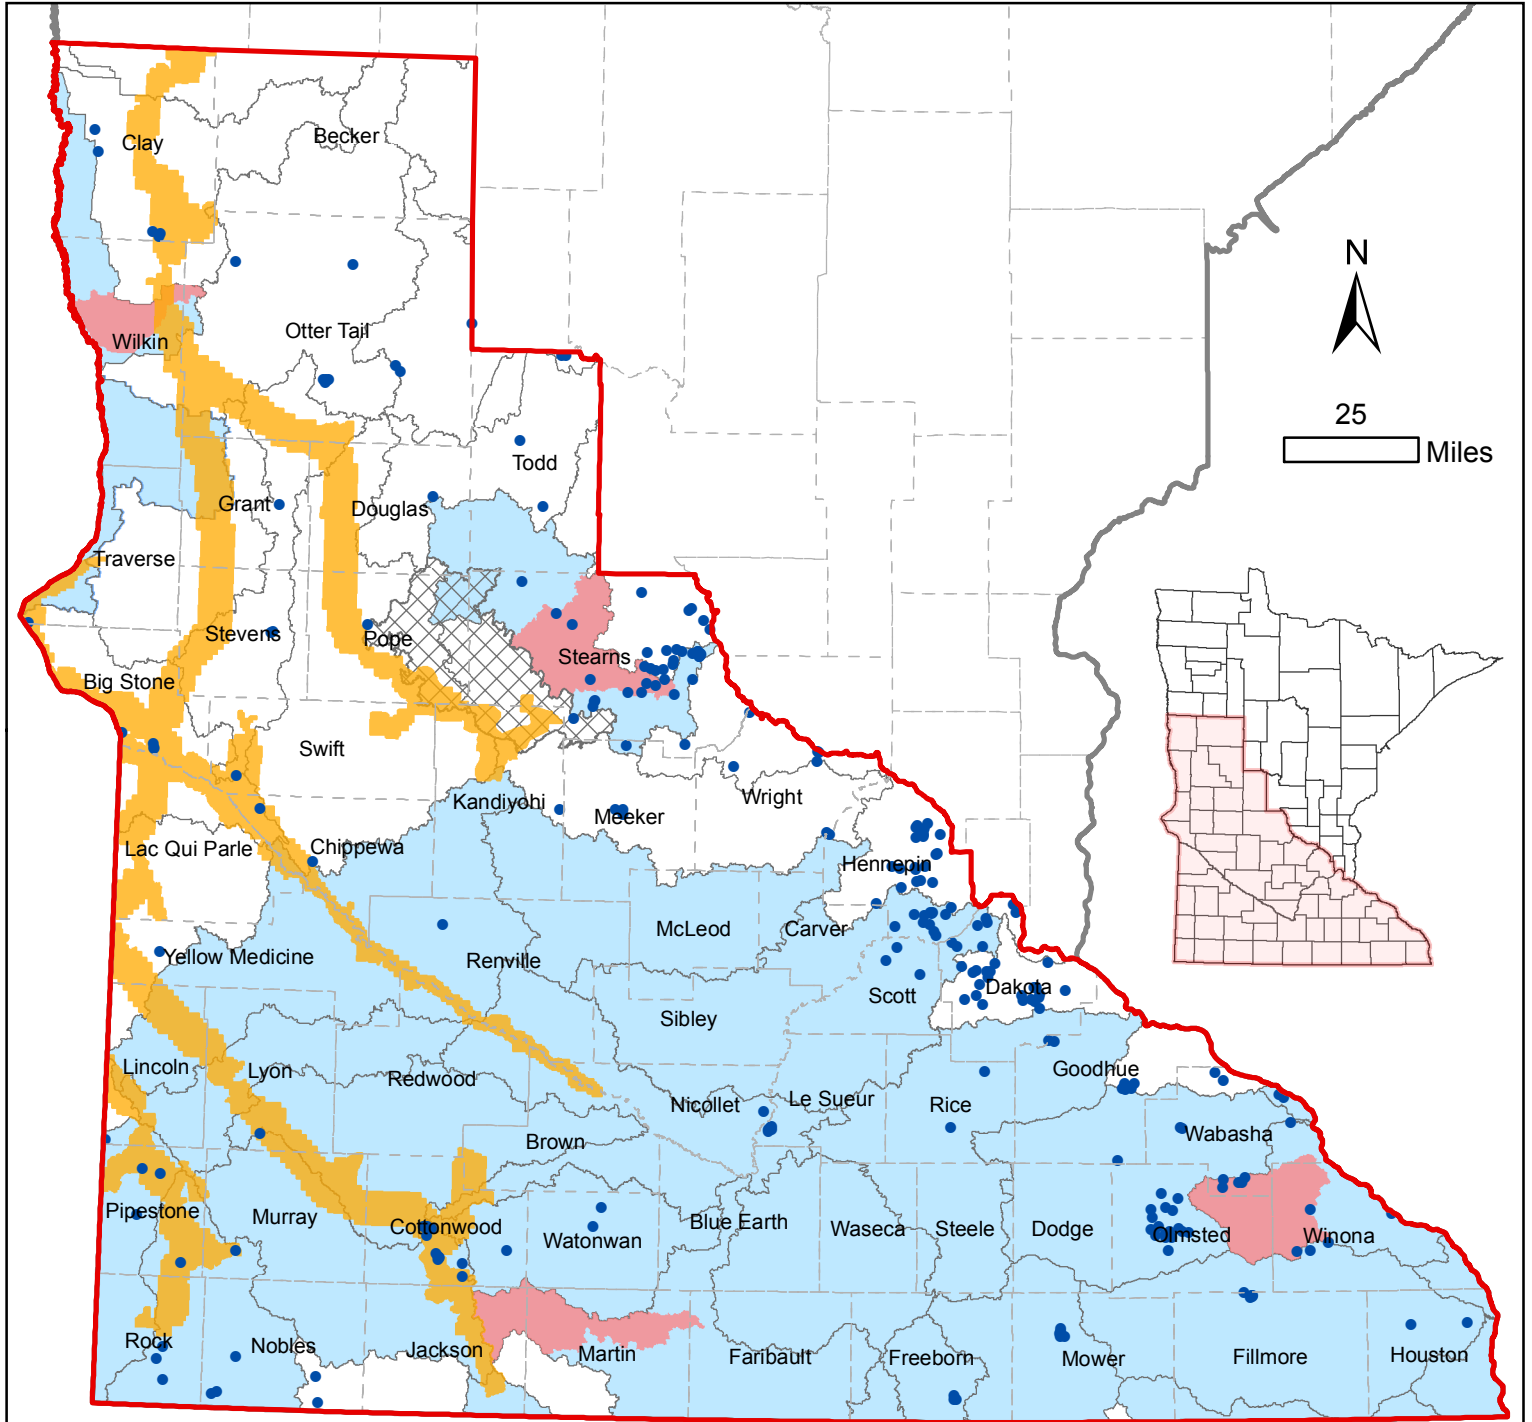 Becker
Clay
N
Otter Tail
Wilkin
25
Miles
Todd
Grant
Douglas
Traverse
Stevens
Pope
Stearns
Big Stone
Swift
Kandiyohi
Wright
Meeker
Chippewa
Lac Qui Parle
Hennepin
McLeod
Carver
Yellow Medicine
Renville
Dakota
Scott
Sibley
Lincoln
Lyon
Goodhue
Redwood
Le Sueur
Nicollet
Rice
Wabasha
Brown
Pipestone
Murray
Cottonwood
Blue Earth
Waseca
Steele
Dodge
Olmsted
Winona
Watonwan
Rock
Nobles
Jackson
Martin
Faribault
Freeborn
Mower
Fillmore
Houston